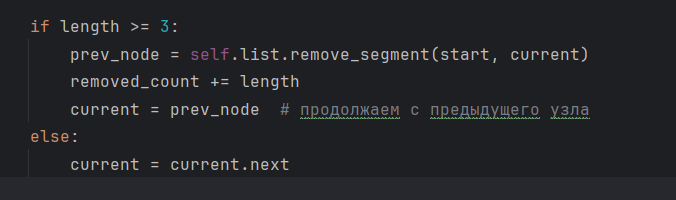 if length >= 3:
    prev_node = self.list.remove_segment(start, current)
    removed_count += length
    current = prev_node  # продолжаем с предыдущего узла
else:
    current = current.next